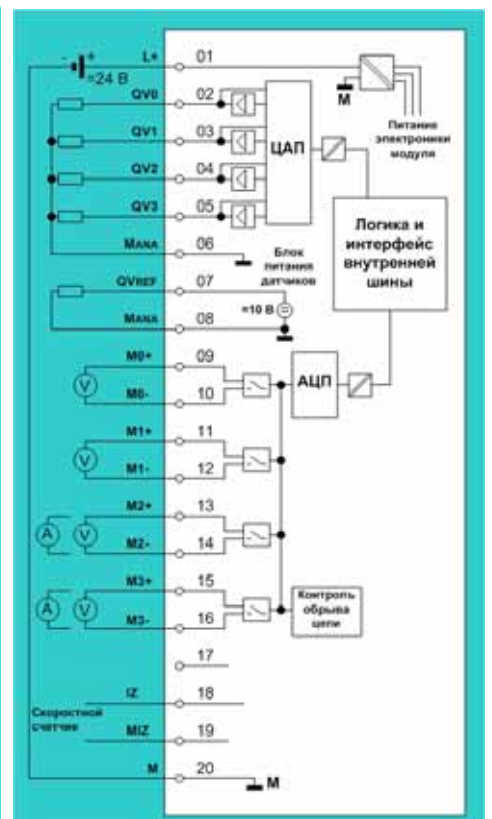 - + L+ 01
=24 В
M
QV0 02
Питание
электроники
модуля
QV1 03
ЦАП
QV2 04
QV3 05
Логика и
интерфейс
внутренней
шины
MANA 06
Блок
питания
датчиков
QVREF 07
=10 В
MANA 08
M0+ 09
V
M0- 10
АЦП
M1+ 11
V
M1- 12
M2+ 13
A V
M2- 14
M3+ 15
A V
M3- 16
Контроль
обрыва
цепи
17
IZ 18
Скоростной
счетчик
MIZ 19
M 20
M